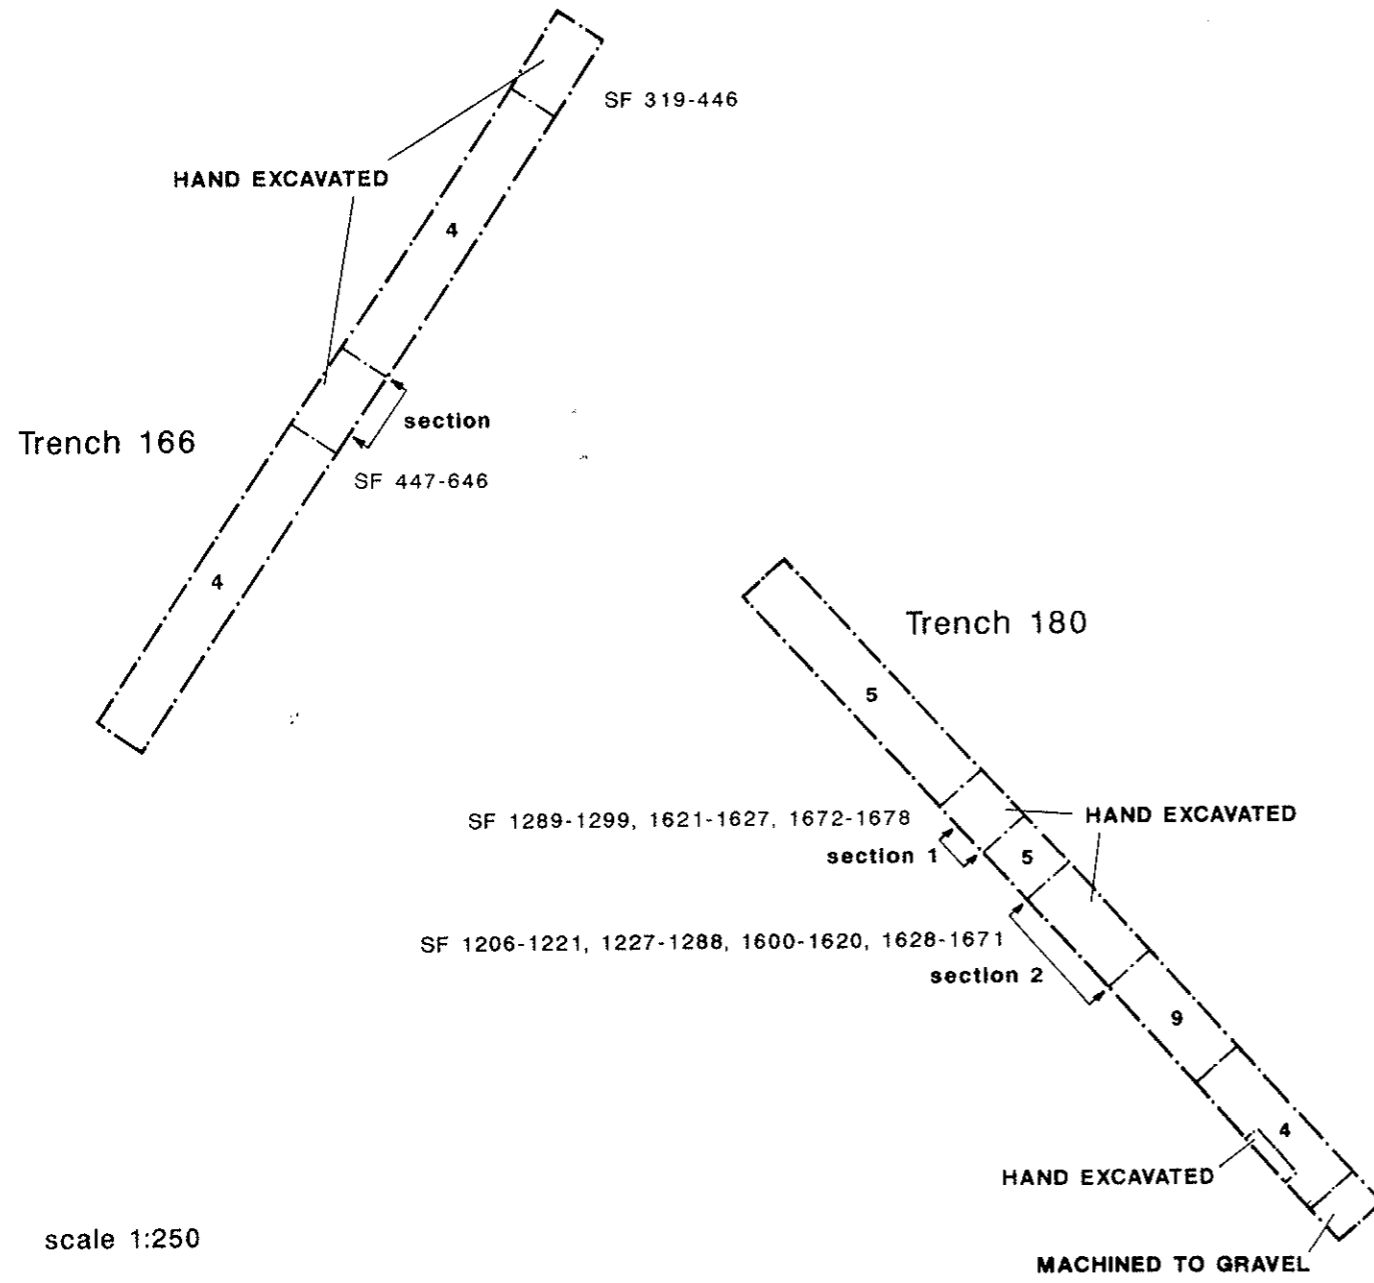 SF 319-446
HAND EXCAVATED
4
section
Trench 166
SF 447-646
4
Trench 180
5
SF 1289-1299, 1621-1627, 1672-1678
HAND EXCAVATED
section 1
5
SF 1206-1221, 1227-1288, 1600-1620, 1628-1671
section 2
9
4
HAND EXCAVATED
scale 1:250
MACHINED TO GRAVEL